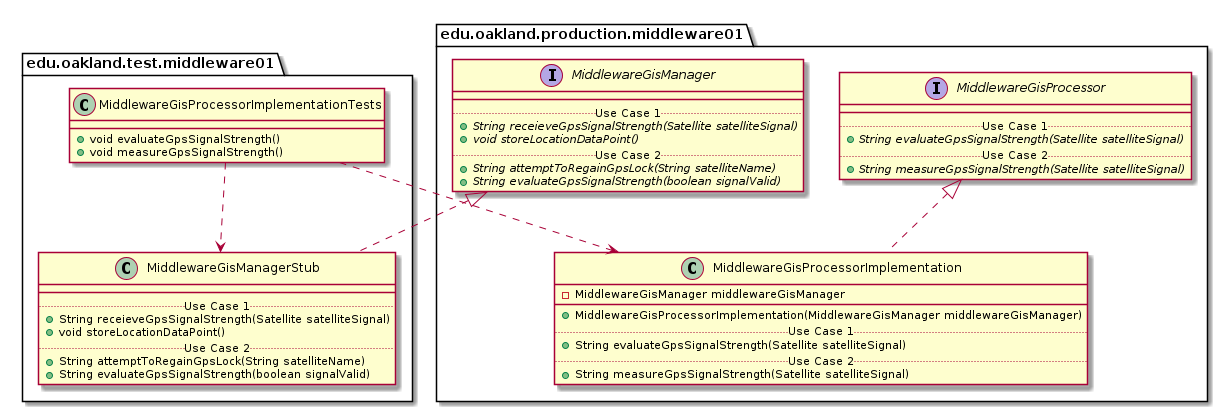 edu.oakland.test.middleware01
C MiddlewareGisProcessorImplementationTests
void evaluateGpsSignalStrength()
void measureGpsSignalStrength()
C MiddlewareGisManagerStub
Use Case 1
String receieveGpsSignalStrength(Satellite satelliteSignal)
void storeLocationDataPoint()
Use Case 2
String attemptToRegainGpsLock(String satelliteName)
String evaluateGpsSignalStrength(boolean signalValid)
edu.oakland.production.middleware01
I MiddlewareGisManager
Use Case 1
String receieveGpsSignalStrength(Satellite satelliteSignal)
void storeLocationDataPoint()
Use Case 2
String attemptToRegainGpsLock(String satelliteName)
String evaluateGpsSignalStrength(boolean signalValid)
I MiddlewareGisProcessor
Use Case 1
String evaluateGpsSignalStrength(Satellite satelliteSignal)
Use Case 2
String measureGpsSignalStrength(Satellite satelliteSignal)
C MiddlewareGisProcessorImplementation
MiddlewareGisManager middlewareGisManager
MiddlewareGisProcessorImplementation(MiddlewareGisManager middlewareGisManager)
Use Case 1
String evaluateGpsSignalStrength(Satellite satelliteSignal)
Use Case 2
String measureGpsSignalStrength(Satellite satelliteSignal)